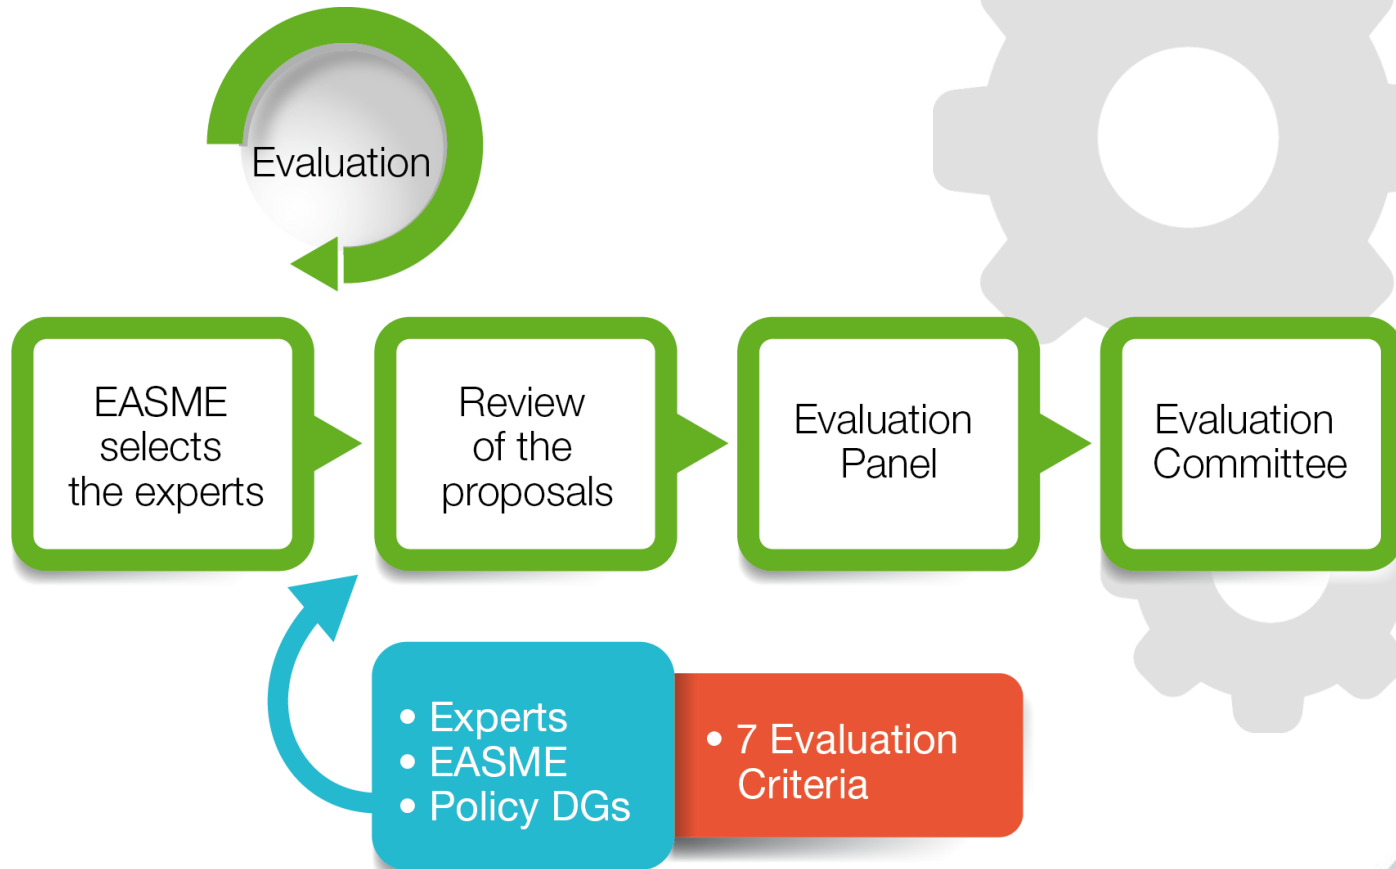 Evaluation
EASME
selects
the experts
Review
of the
proposals
Evaluation
Panel
Evaluation
Committee
• Experts
• EASME
• Policy DGs
• 7 Evaluation
Criteria